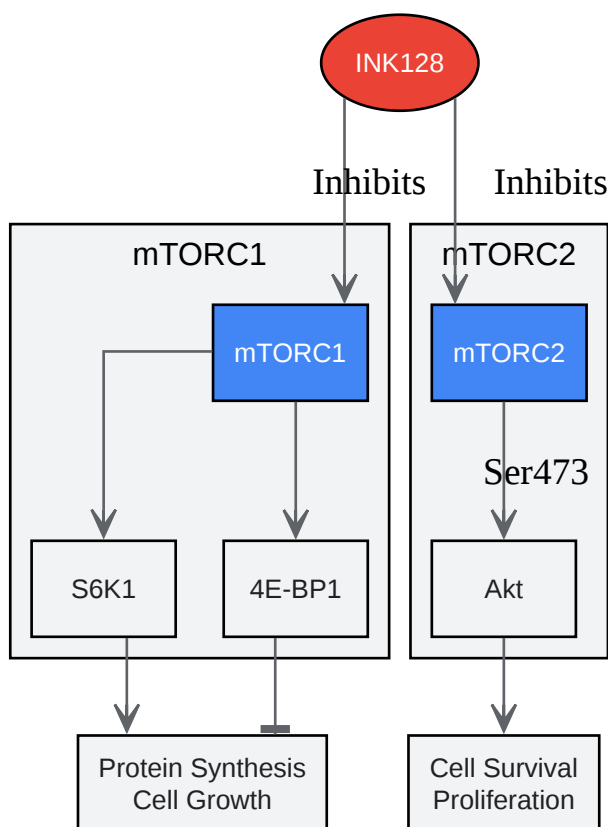 INK128
Inhibits
Inhibits
mTORC1
mTORC2
mTORC1
mTORC2
Ser473
S6K1
4E-BP1
Akt
Protein Synthesis
Cell Growth
Cell Survival
Proliferation